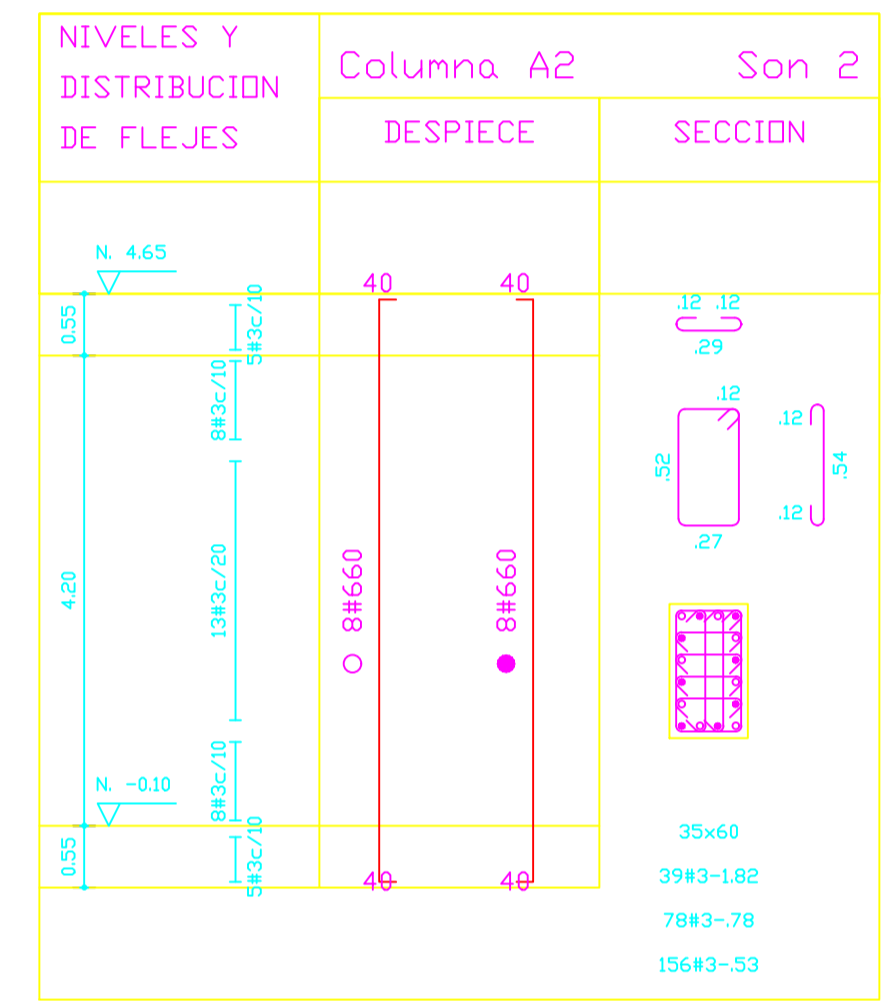 NIVELES Y
DISTRIBUCION
DE FLEJES
Columna A2 Son 2
DESPIECE
SECCION
N. 4.65
0.55
5#3c/10
8#3c/10
4.20
13#3c/20
8#3c/10
N. -0.10
0.55
5#3c/10
40 40
8#660
8#660
40 40
.12 .12
.29
.12
.52
.27
.12
.54
.12
35x60
39#3-1.82
78#3-.78
156#3-.53